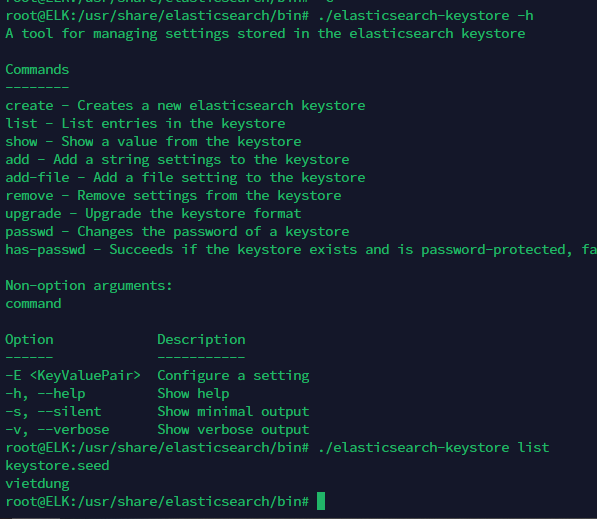 root@ELK:/usr/share/elasticsearch/bin# ./elasticsearch-keystore -h
A tool for managing settings stored in the elasticsearch keystore

Commands
--------
create - Creates a new elasticsearch keystore
list - List entries in the keystore
show - Show a value from the keystore
add - Add a string settings to the keystore
add-file - Add a file setting to the keystore
remove - Remove settings from the keystore
upgrade - Upgrade the keystore format
passwd - Changes the password of a keystore
has-passwd - Succeeds if the keystore exists and is password-protected, fa

Non-option arguments:
command

Option             Description
------             -----------
-E <KeyValuePair>  Configure a setting
-h, --help         Show help
-s, --silent       Show minimal output
-v, --verbose      Show verbose output
root@ELK:/usr/share/elasticsearch/bin# ./elasticsearch-keystore list
keystore.seed
vietdung
root@ELK:/usr/share/elasticsearch/bin#